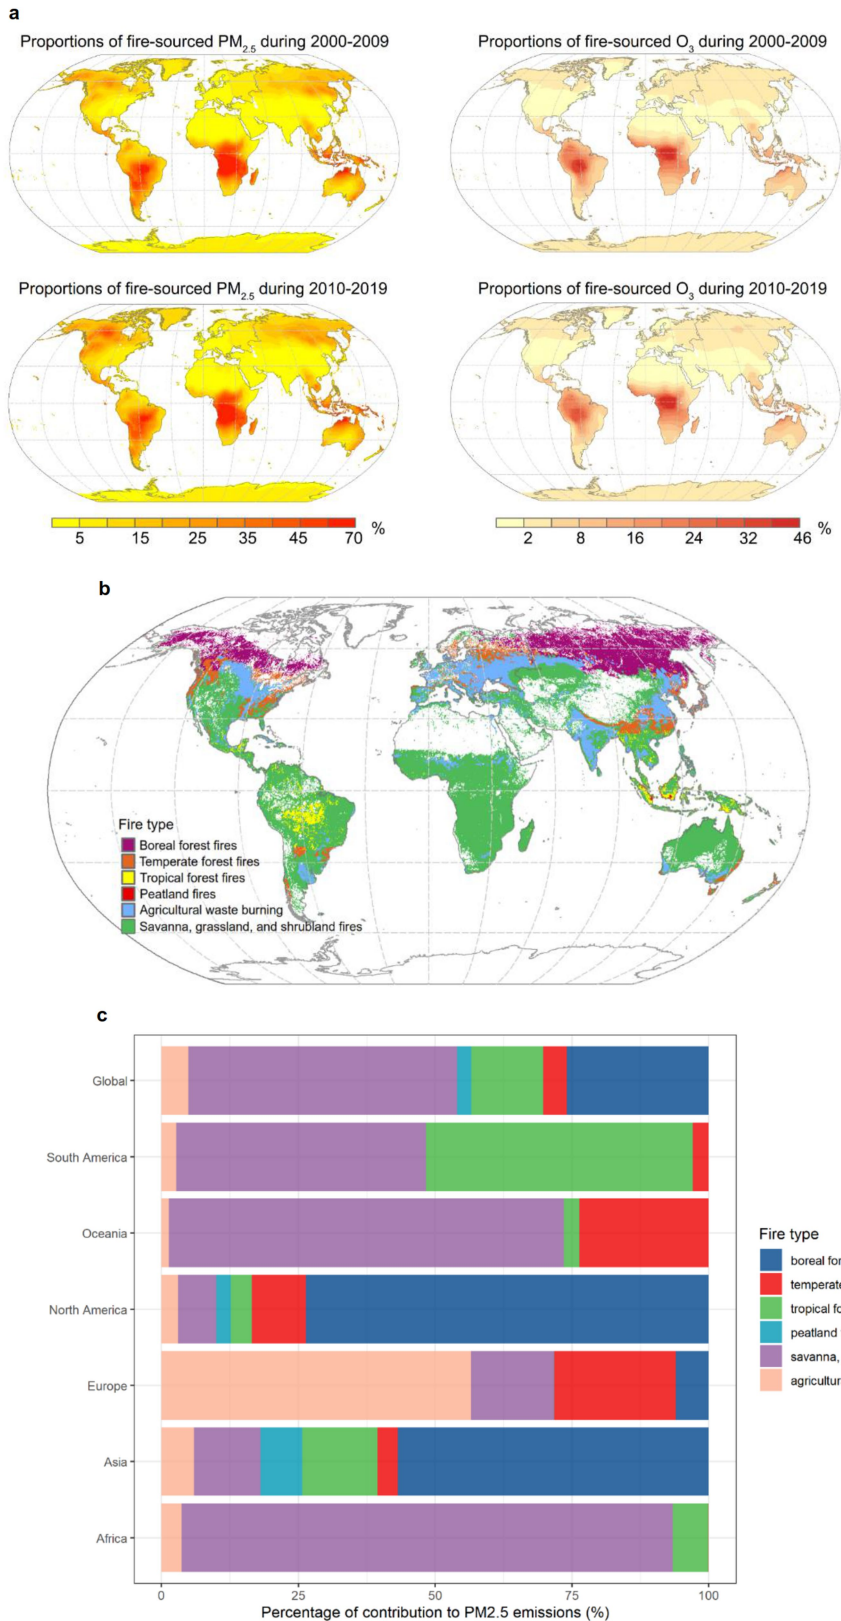 a
Proportions of fire-sourced PM2.5 during 2000-2009
Proportions of fire-sourced O3 during 2000-2009
Proportions of fire-sourced PM2.5 during 2010-2019
Proportions of fire-sourced O3 during 2010-2019
5 15 25 35 45 70 %
2 8 16 24 32 46 %
b
Fire type
Boreal forest fires
Temperate forest fires
Tropical forest fires
Peatland fires
Agricultural waste burning
Savanna, grassland, and shrubland fires
c
Global
South America
Oceania
North America
Europe
Asia
Africa
0 25 50 75 100
Percentage of contribution to PM2.5 emissions (%)
Fire type
boreal for
temperate
tropical fo
peatland
savanna,
agricultura